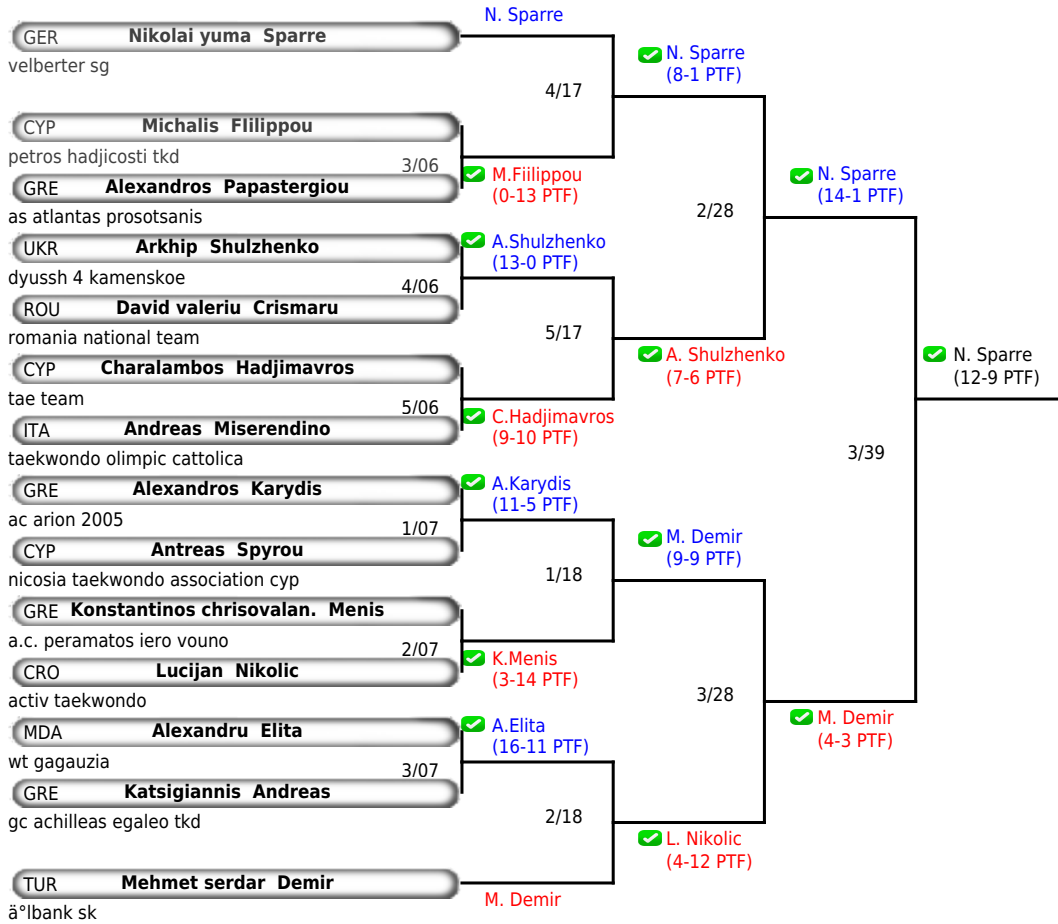 N. Sparre
GER Nikolai yuma Sparre
velberter sg
N. Sparre
(8-1 PTF)
4/17
CYP Michalis FIilippou
petros hadjicosti tkd
3/06
M.Fiilippou
(0-13 PTF)
N. Sparre
(14-1 PTF)
GRE Alexandros Papastergiou
as atlantas prosotsanis
2/28
UKR Arkhip Shulzhenko
A.Shulzhenko
(13-0 PTF)
dyussh 4 kamenskoe
4/06
ROU David valeriu Crismaru
romania national team
5/17
A. Shulzhenko
(7-6 PTF)
N. Sparre
(12-9 PTF)
CYP Charalambos Hadjimavros
tae team
5/06
C.Hadjimavros
(9-10 PTF)
ITA Andreas Miserendino
taekwondo olimpic cattolica
3/39
GRE Alexandros Karydis
A.Karydis
(11-5 PTF)
ac arion 2005
1/07
M. Demir
(9-9 PTF)
CYP Antreas Spyrou
nicosia taekwondo association cyp
1/18
GRE Konstantinos chrisovalan. Menis
a.c. peramatos iero vouno
2/07
K.Menis
(3-14 PTF)
CRO Lucijan Nikolic
activ taekwondo
3/28
MDA Alexandru Elita
A.Elita
(16-11 PTF)
M. Demir
(4-3 PTF)
wt gagauzia
3/07
GRE Katsigiannis Andreas
gc achilleas egaleo tkd
2/18
L. Nikolic
(4-12 PTF)
TUR Mehmet serdar Demir
M. Demir
ä°lbank sk